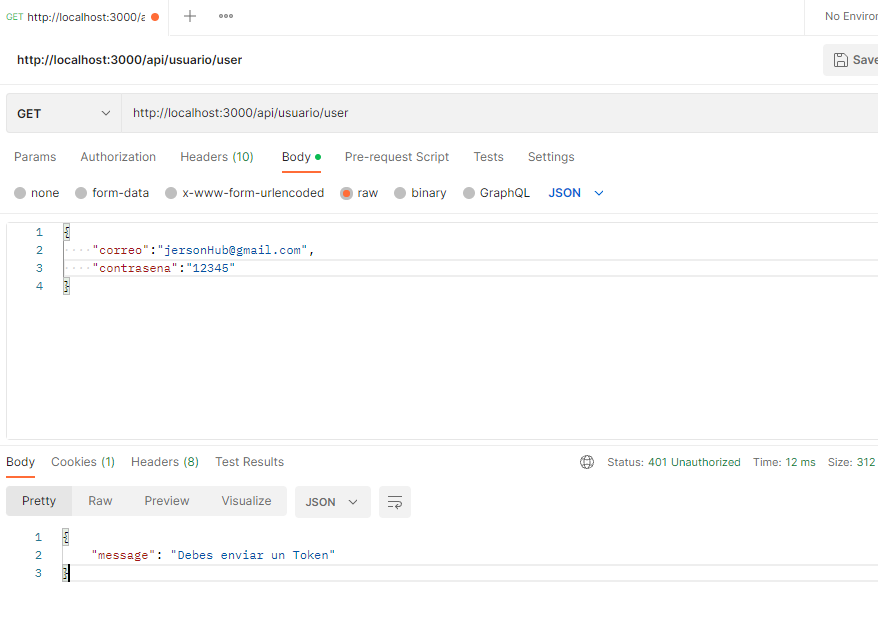 GET http://localhost:3000/a
No Environ
http://localhost:3000/api/usuario/user
Save
GET http://localhost:3000/api/usuario/user
Params Authorization Headers (10) Body Pre-request Script Tests Settings
none form-data x-www-form-urlencoded raw binary GraphQL JSON
1 {
2 "correo":"jersonHub@gmail.com",
3 "contrasena":"12345"
4 }
Body Cookies (1) Headers (8) Test Results Status: 401 Unauthorized Time: 12 ms Size: 312
Pretty Raw Preview Visualize JSON
1 {
2 "message": "Debes enviar un Token"
3 }